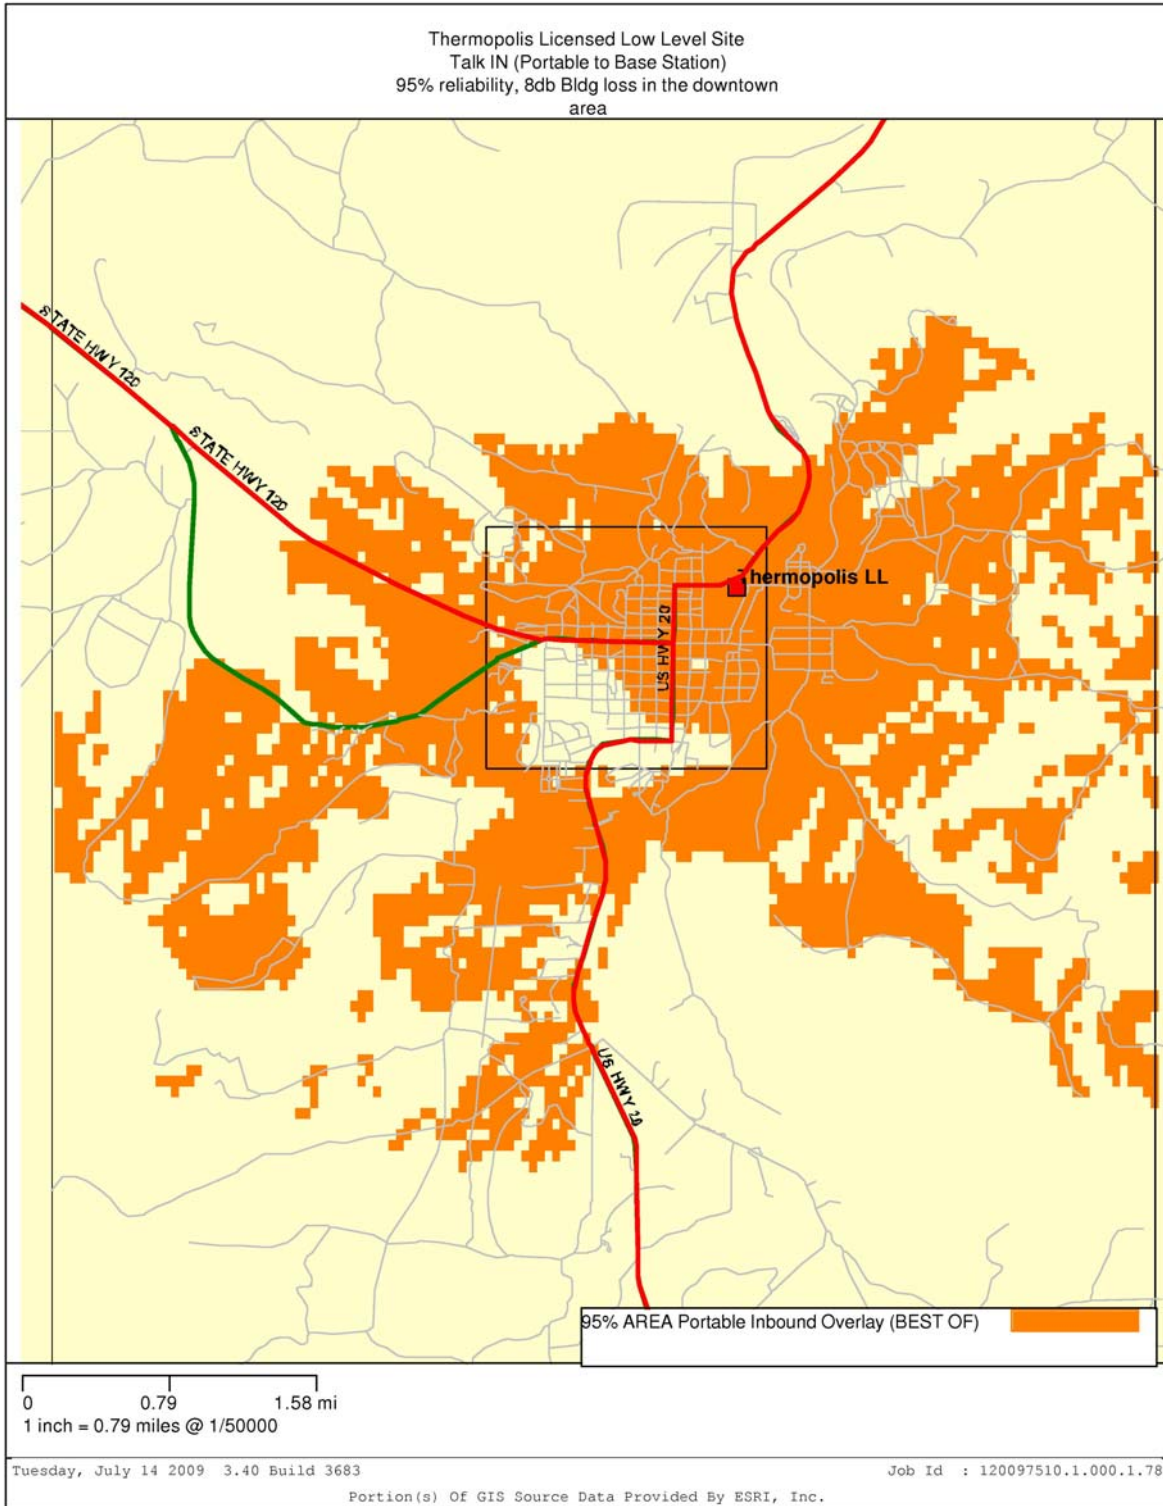 Thermopolis Licensed Low Level Site
Talk IN (Portable to Base Station)
95% reliability, 8db Bldg loss in the downtown
area
STATE HWY 120
STATE HWY 120
Thermopolis LL
US HWY 20
US HWY 20
95% AREA Portable Inbound Overlay (BEST OF)
0 0.79 1.58 mi
1 inch = 0.79 miles @ 1/50000
Tuesday, July 14 2009 3.40 Build 3683 Job Id : 120097510.1.000.1.78
Portion(s) Of GIS Source Data Provided By ESRI, Inc.